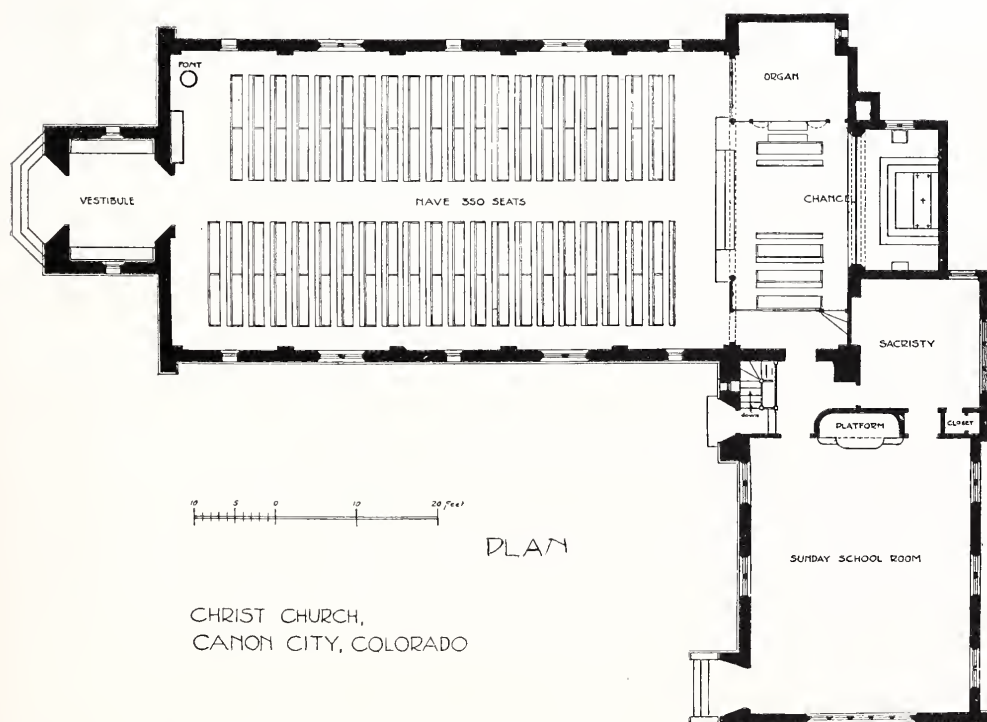 FONT
ORGAN
VESTIBULE
NAVE 350 SEATS
CHANCEL
SACRISTY
down
PLATFORM
CLOSET
10 5 0 10 20 feet
PLAN
SUNDAY SCHOOL ROOM
CHRIST CHURCH,
CANON CITY, COLORADO